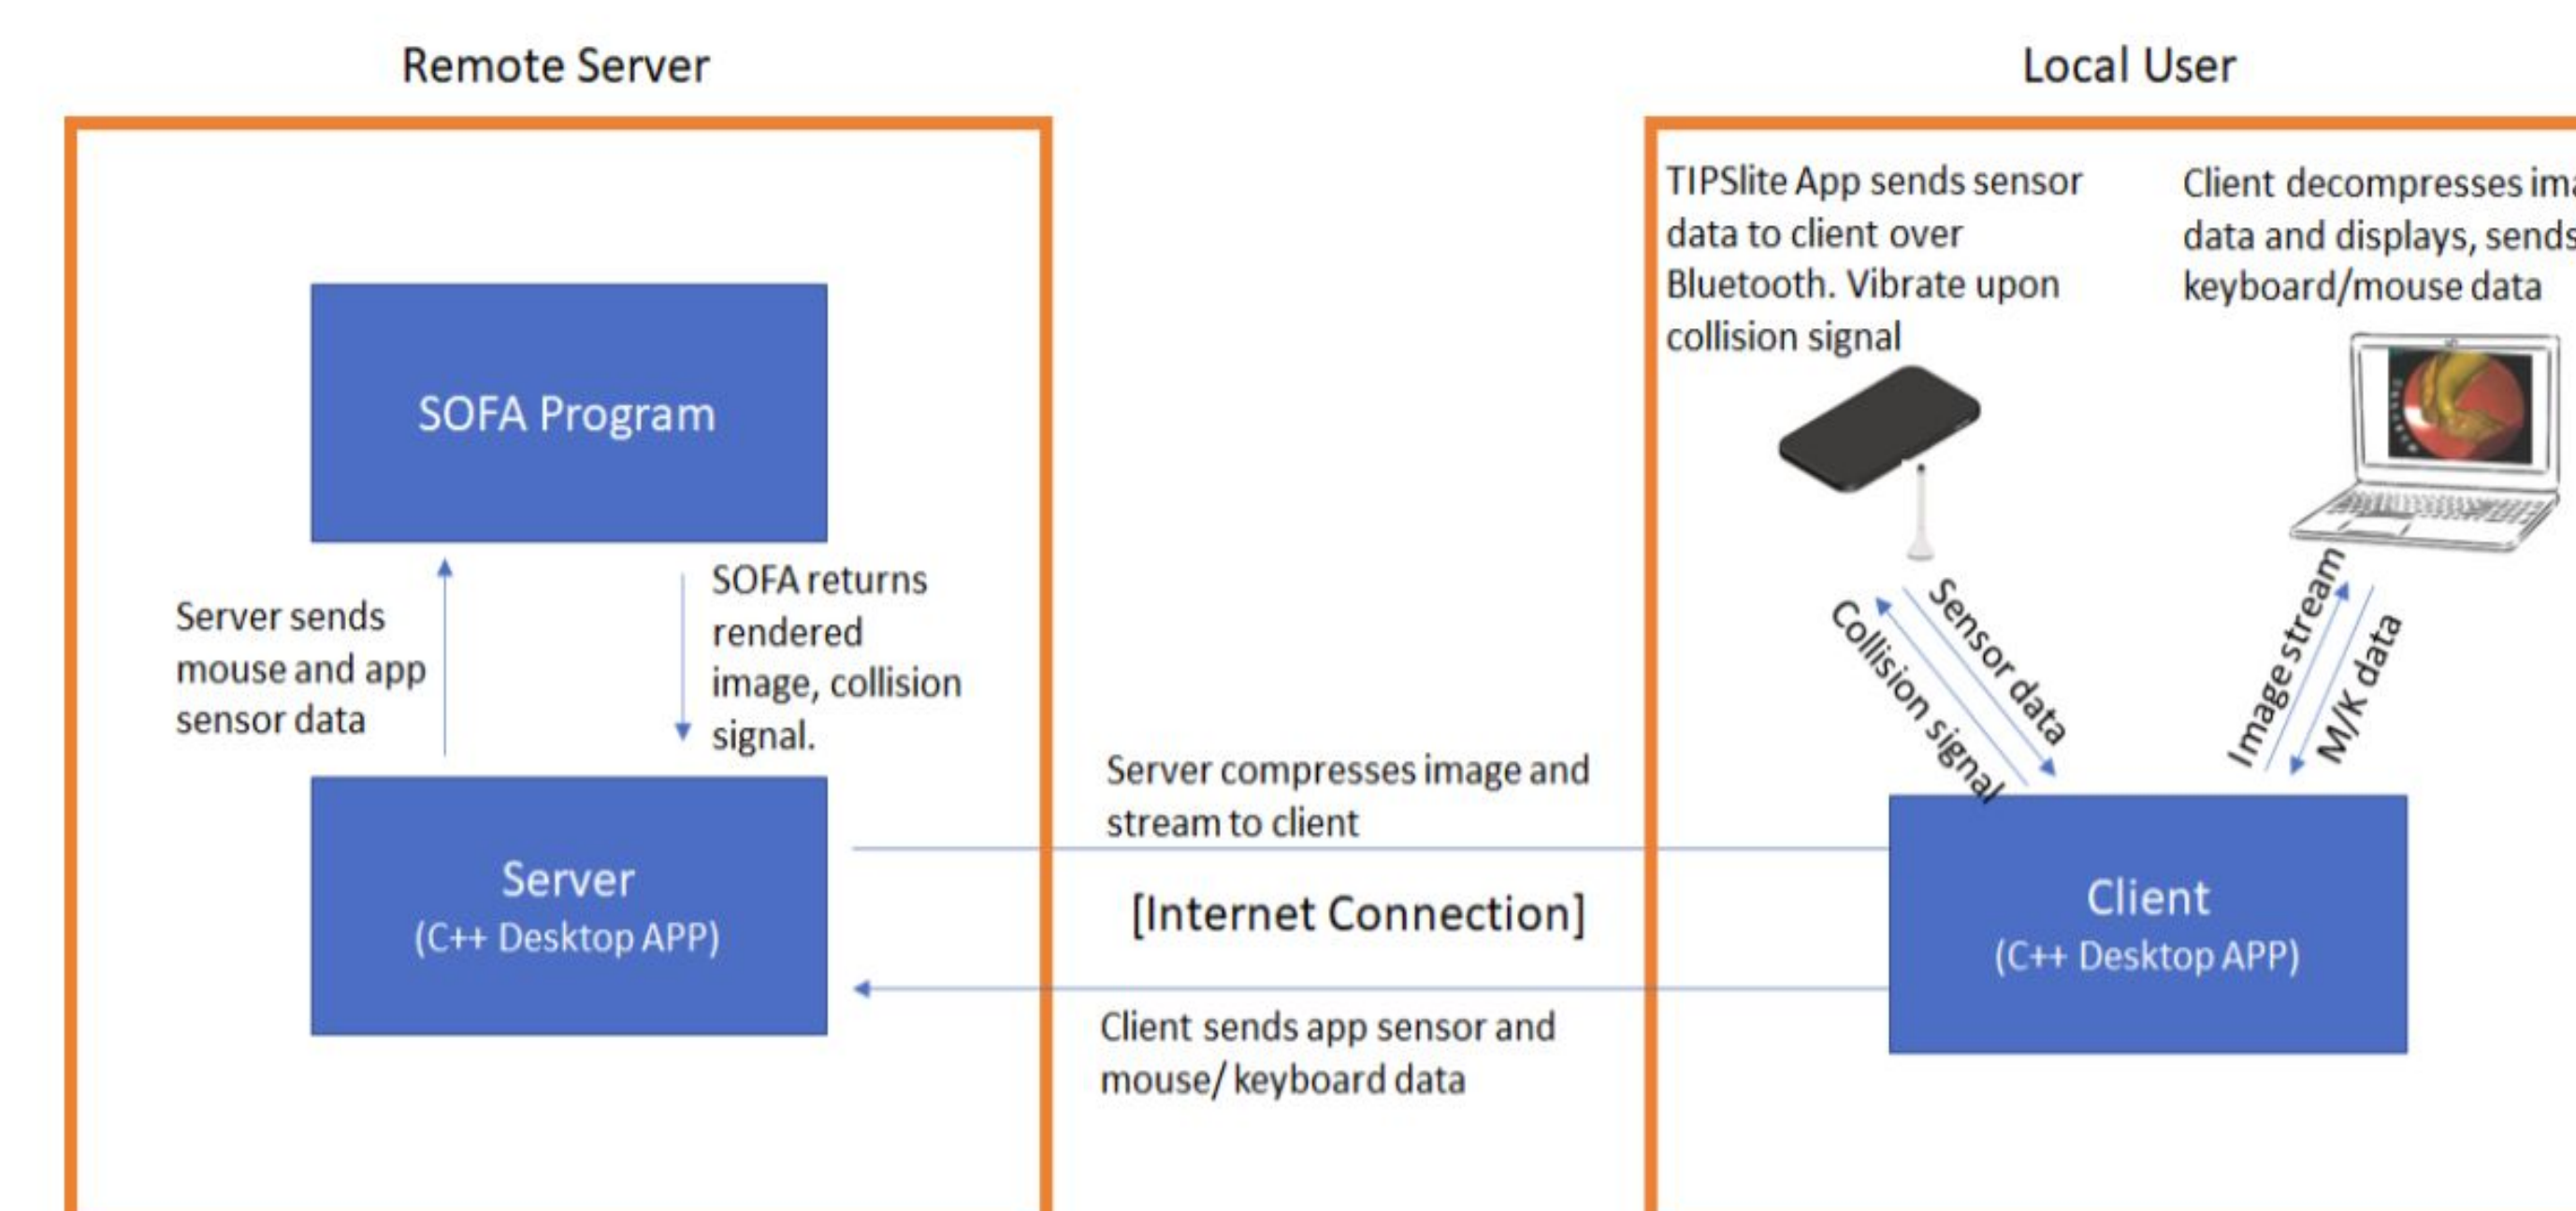 Remote Server
Local User
TIPSlite App sends sensor
data to client over
Bluetooth. Vibrate upon
collision signal
Client decompresses
data and displays, sends
keyboard/mouse data
SOFA Program
Server sends
mouse and app
sensor data
SOFA returns
rendered
image, collision
signal.
Collision signal
Sensor data
Image stream
M/K data
Server compresses image and
stream to client
[Internet Connection]
Client sends app sensor and
mouse/ keyboard data
Server
(C++ Desktop APP)
Client
(C++ Desktop APP)